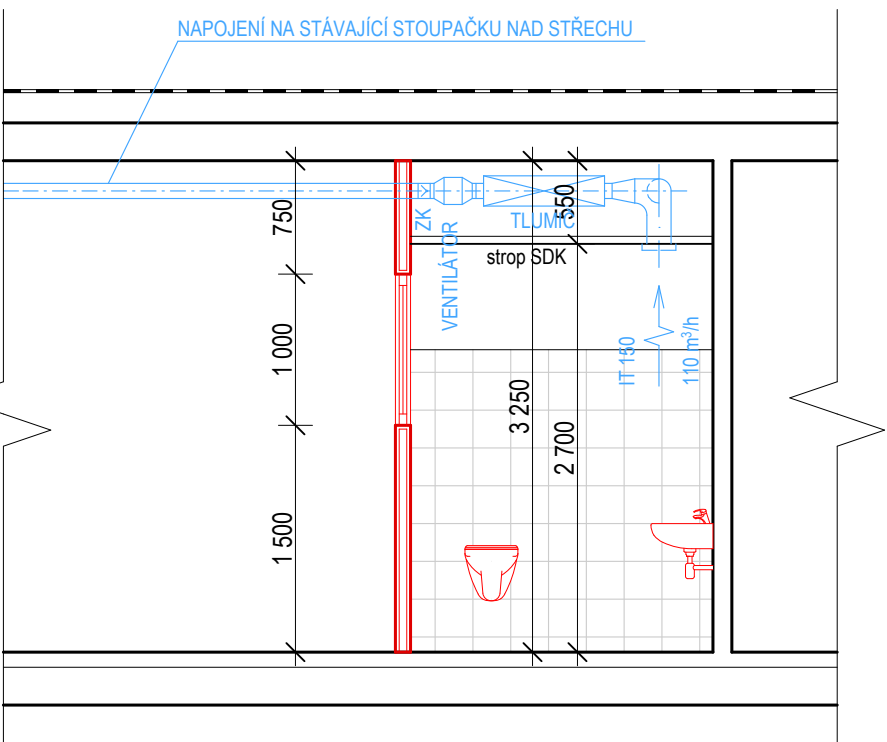 NAPOJENÍ NA STÁVAJÍCÍ STOUPAČKU NAD STŘECHU
750
1 000
1 500
ZK
VENTILÁTOR
TLUMIČ
550
strop SDK
3 250
2 700
IT 150
110 m³/h